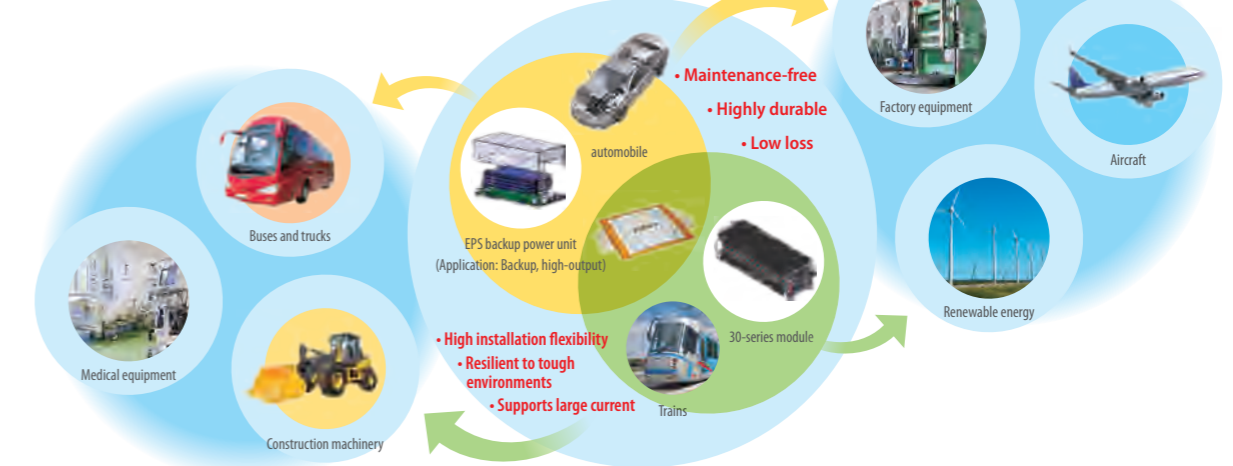 • Maintenance-free
• Highly durable
• Low loss
Factory equipment
Aircraft
automobile
Buses and trucks
EPS backup power unit
(Application: Backup, high-output)
Renewable energy
30-series module
Medical equipment
• High installation flexibility
• Resilient to tough
environments
• Supports large current
Trains
Construction machinery